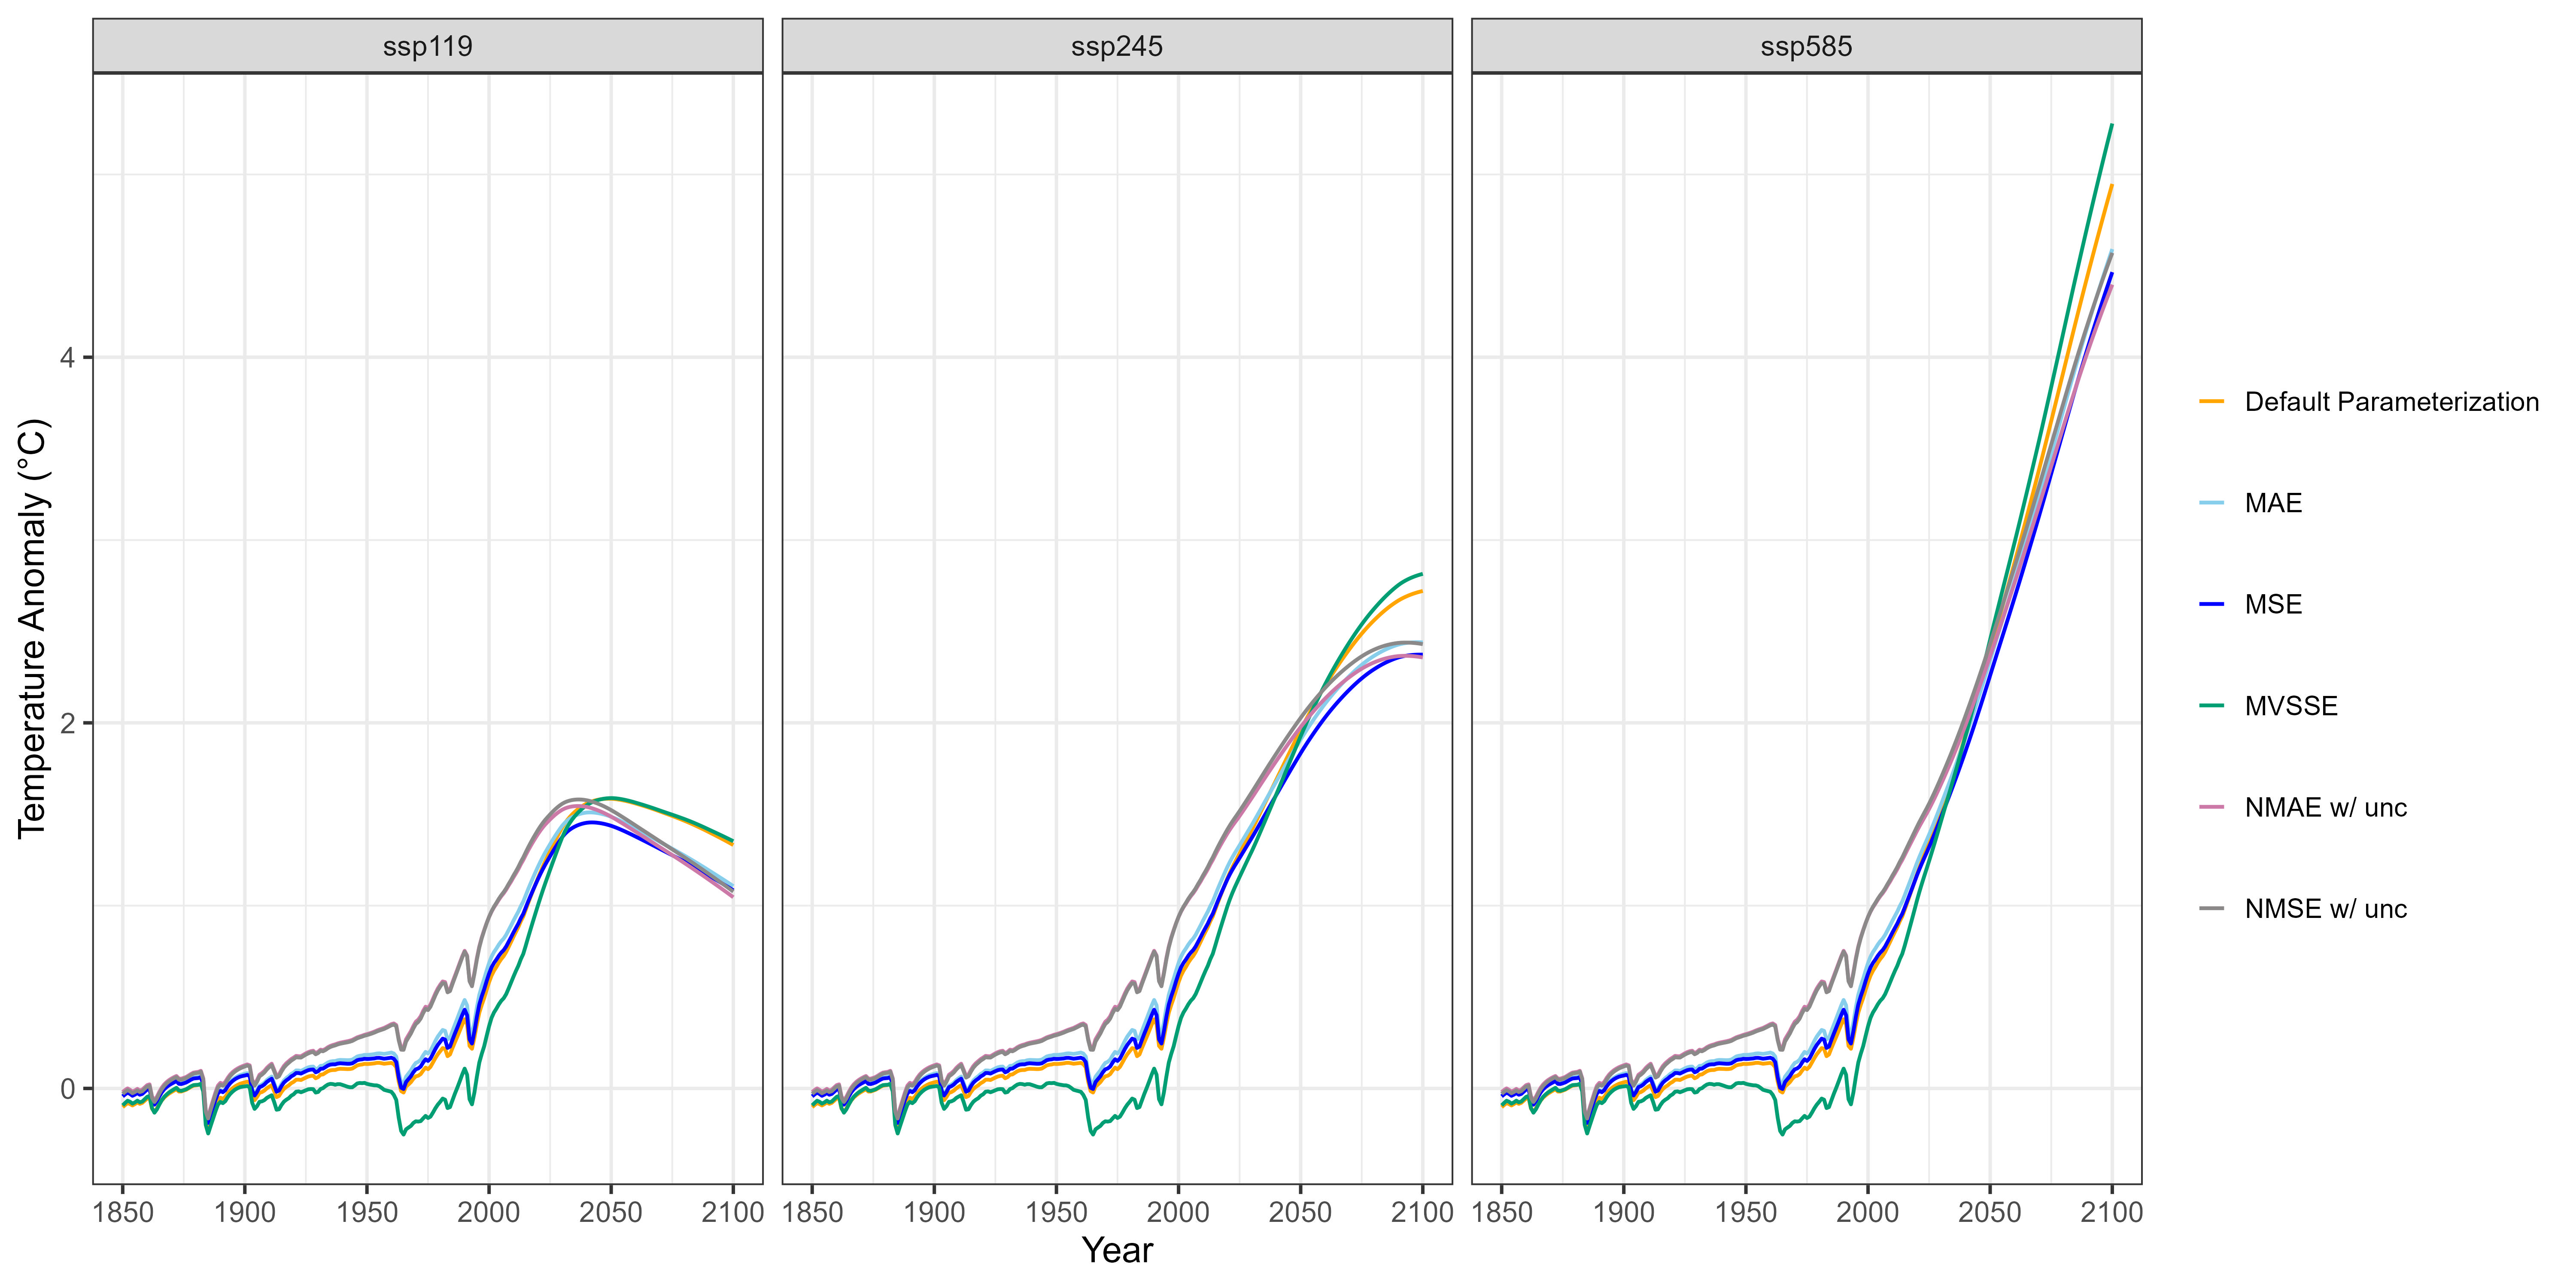 ssp119
ssp245
ssp585
Temperature Anomaly (°C)
4
2
0
1850 1900 1950 2000 2050 2100
1850 1900 1950 2000 2050 2100
1850 1900 1950 2000 2050 2100
Year
Default Parameterization
MAE
MSE
MVSSE
NMAE w/ unc
NMSE w/ unc